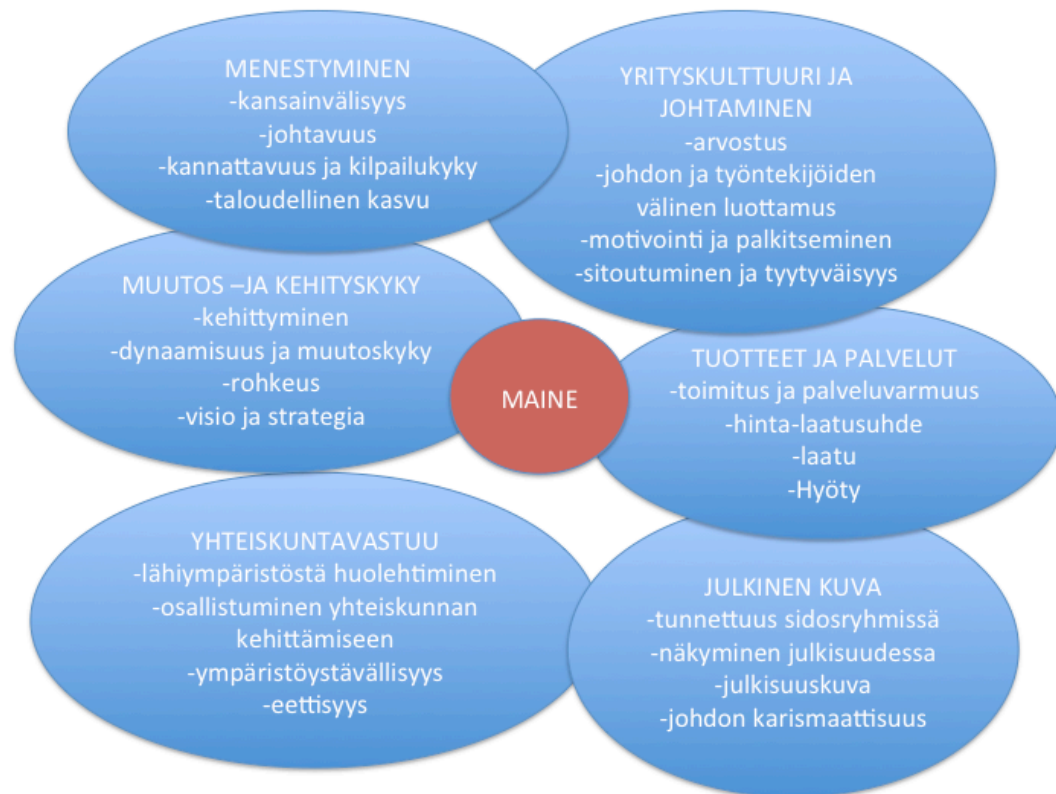 MENESTYMINEN
-kansainvälisyys
-johtavuus
-kannattavuus ja kilpailukyky
-taloudellinen kasvu
YRITYSKULTTUURI JA
JOHTAMINEN
-arvostus
-johdon ja työntekijöiden
välinen luottamus
-motivointi ja palkitseminen
-sitoutuminen ja tyytyväisyys
MUUTOS –JA KEHITYSKYKY
-kehittyminen
-dynaamisuus ja muutoskyky
-rohkeus
-visio ja strategia
MAINE
TUOTTEET JA PALVELUT
-toimitus ja palveluvarmuus
-hinta-laatusuhde
-laatu
-Hyöty
YHTEISKUNTAVASTUU
-lähiympäristöstä huolehtiminen
-osallistuminen yhteiskunnan
kehittämiseen
-ympäristöystävällisyys
-eettisyys
JULKINEN KUVA
-tunnettuus sidosryhmissä
-näkyminen julkisuudessa
-julkisuuskuva
-johdon karismaattisuus